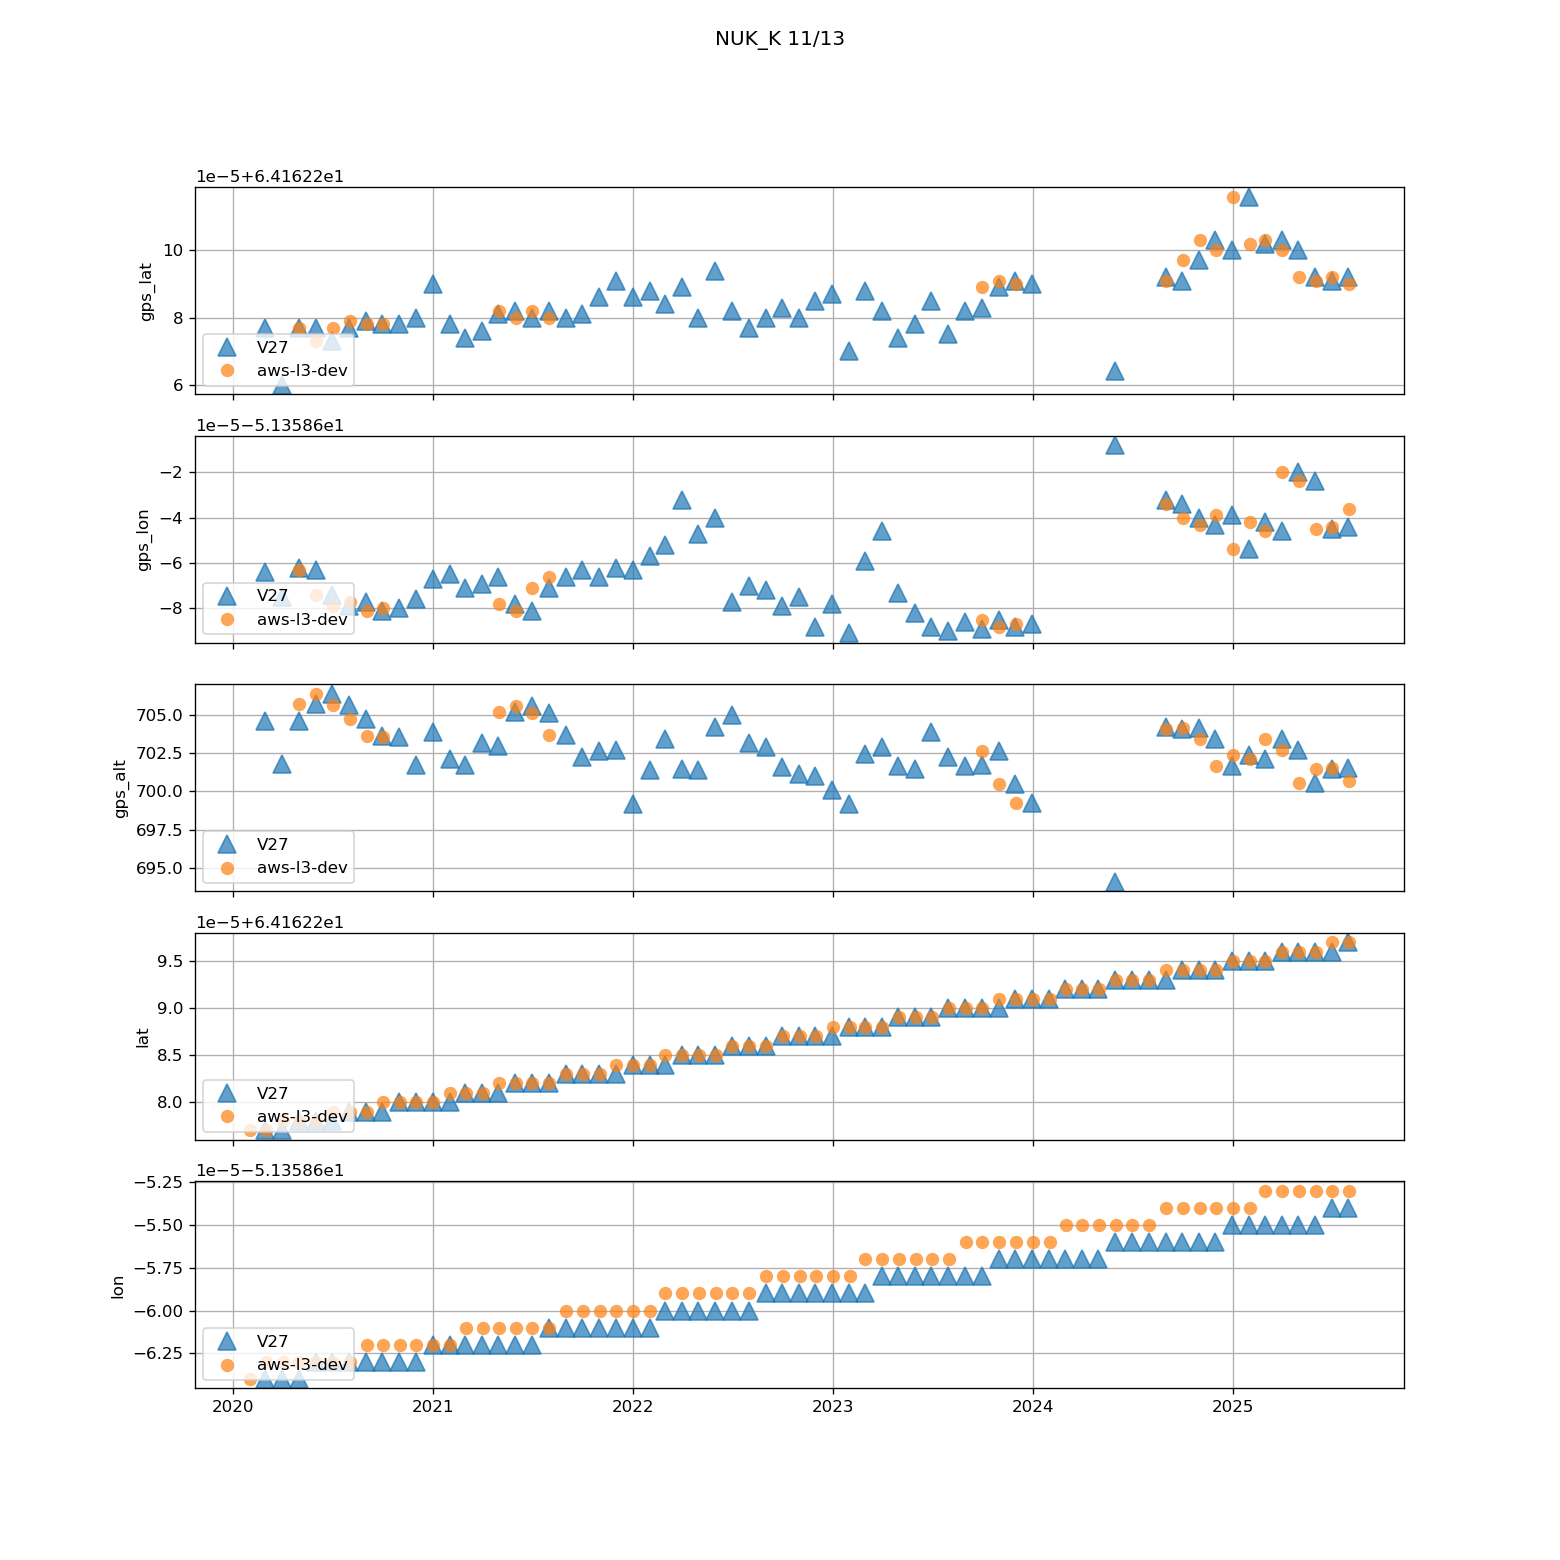 NUK_K 11/13
1e−5+6.41622e1
10
8
6
gps_lat
V27
aws-l3-dev
1e−5−5.13586e1
−2
−4
−6
−8
gps_lon
V27
aws-l3-dev
705.0
702.5
700.0
697.5
695.0
gps_alt
V27
aws-l3-dev
1e−5+6.41622e1
9.5
9.0
8.5
8.0
lat
V27
aws-l3-dev
1e−5−5.13586e1
−5.25
−5.50
−5.75
−6.00
−6.25
lon
V27
aws-l3-dev
2020 2021 2022 2023 2024 2025